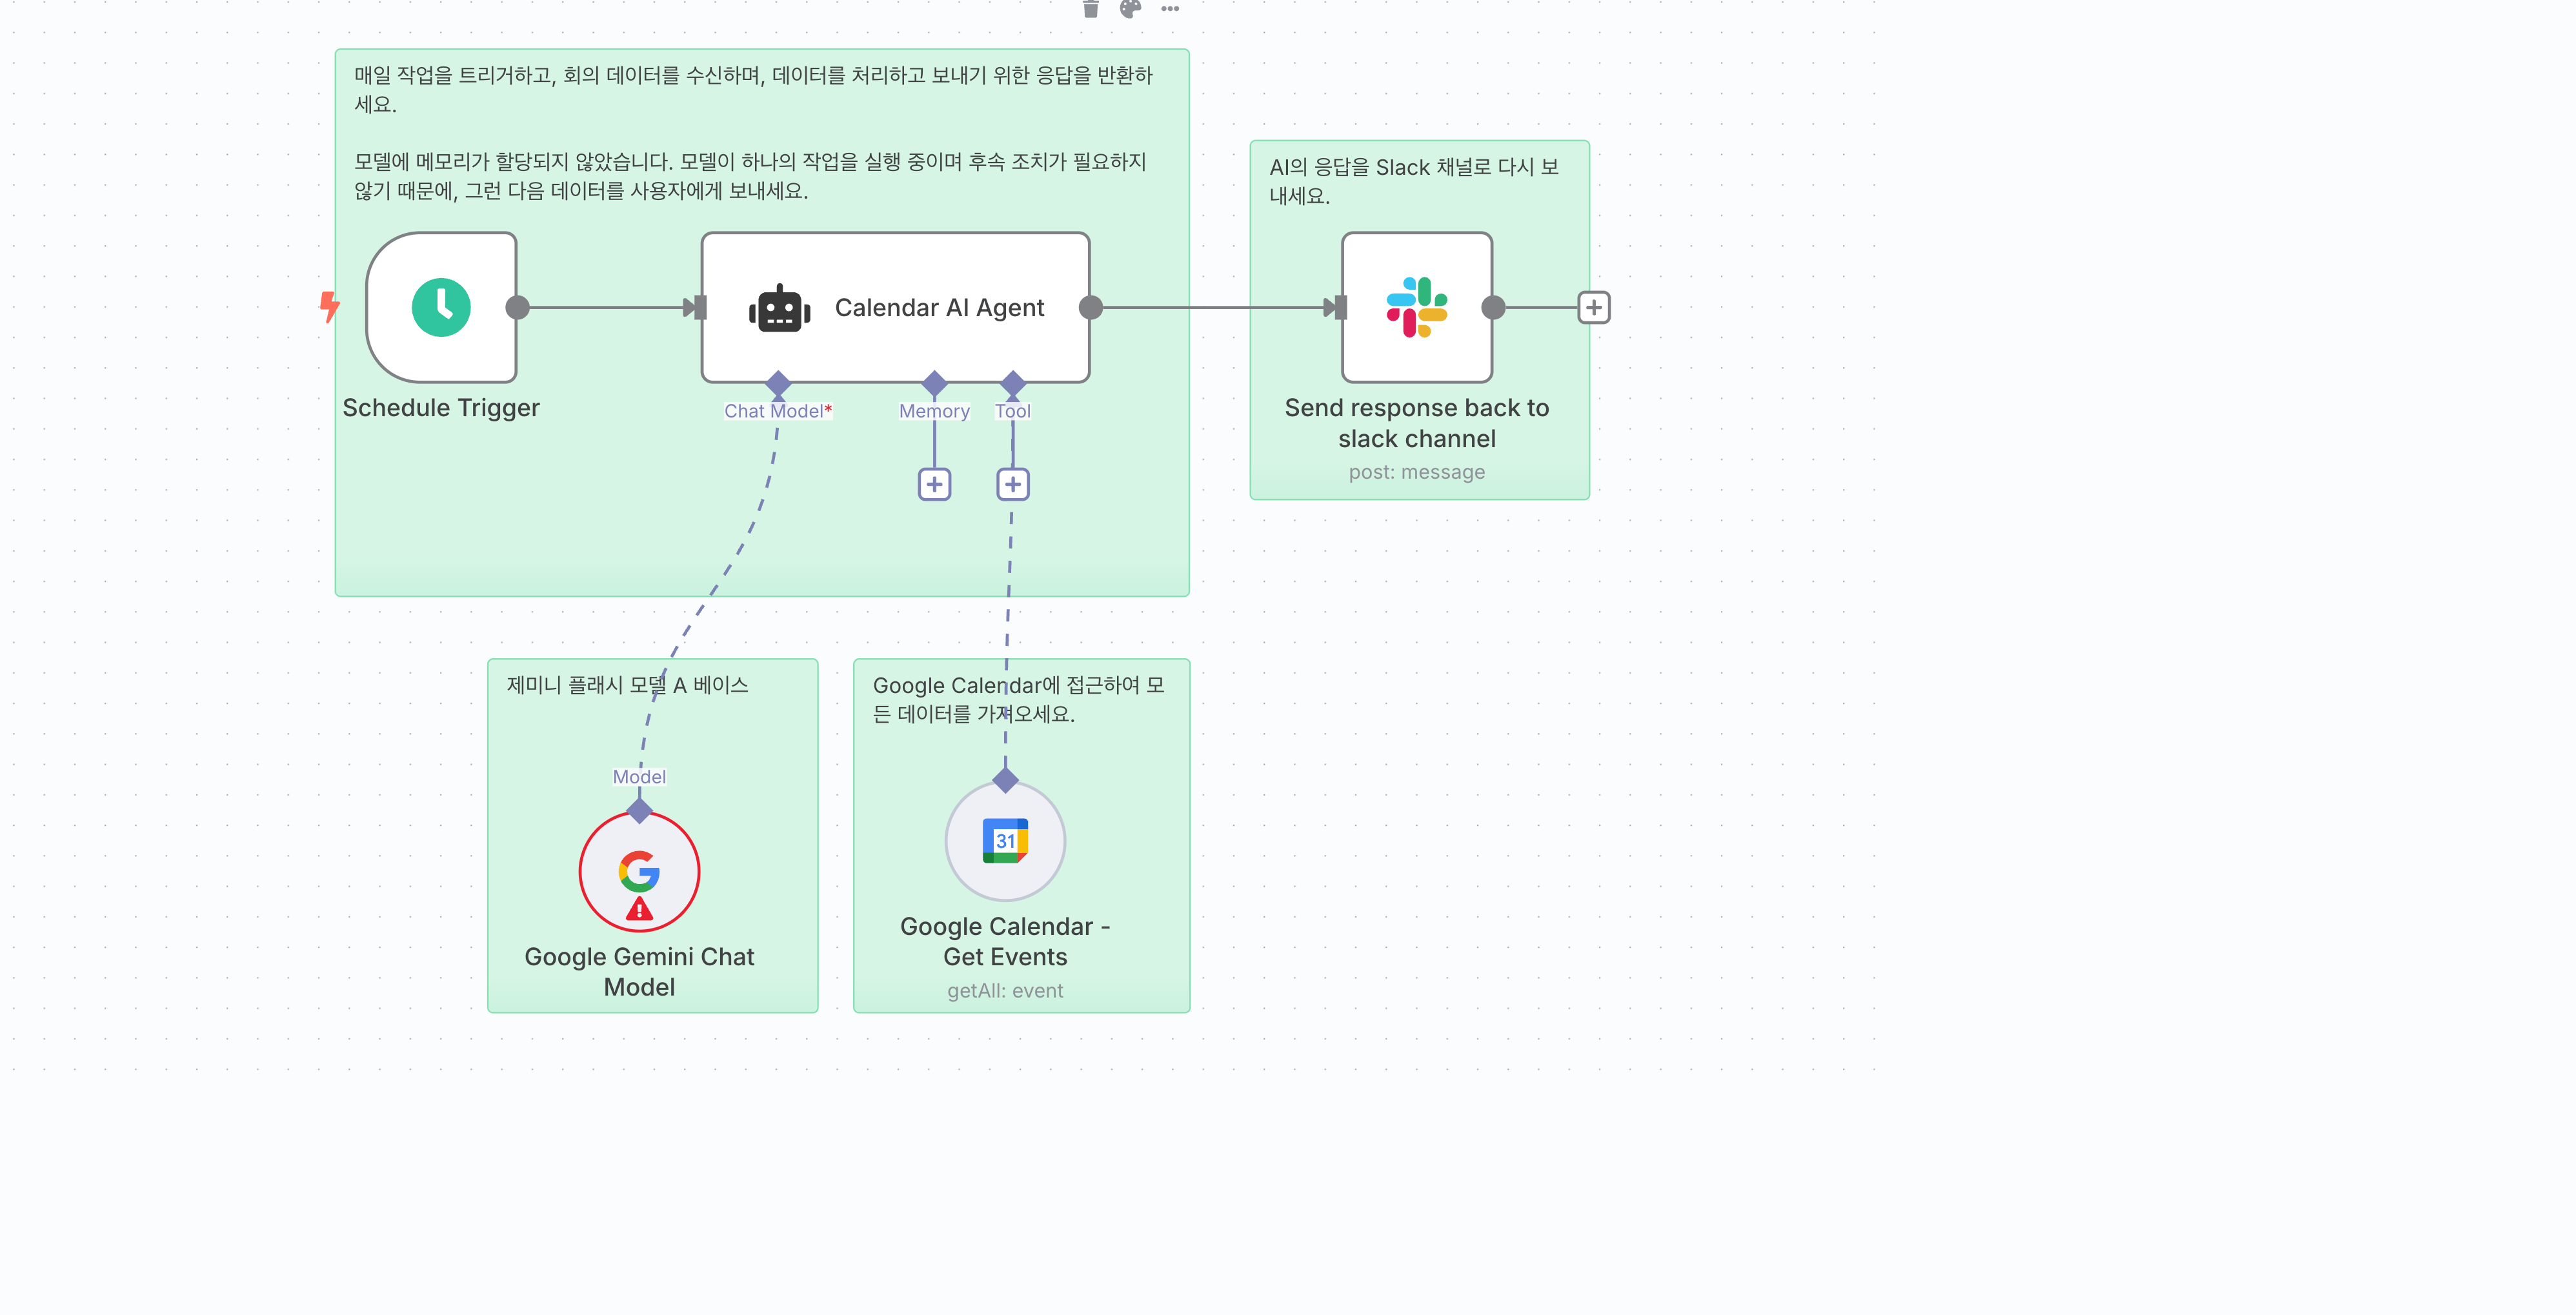 매일 작업을 트리거하고, 회의 데이터를 수신하며, 데이터를 처리하고 보내기 위한 응답을 반환하
세요.
모델에 메모리가 할당되지 않았습니다. 모델이 하나의 작업을 실행 중이며 후속 조치가 필요하지
않기 때문에, 그런 다음 데이터를 사용자에게 보내세요.
AI의 응답을 Slack 채널로 다시 보
내세요.
Calendar AI Agent
Schedule Trigger
Chat Model*
Memory
Tool
Send response back to
slack channel
post: message
제미니 플래시 모델 A 베이스
Google Calendar에 접근하여 모
든 데이터를 가져오세요.
Model
31
Google Gemini Chat
Model
Google Calendar -
Get Events
getAll: event